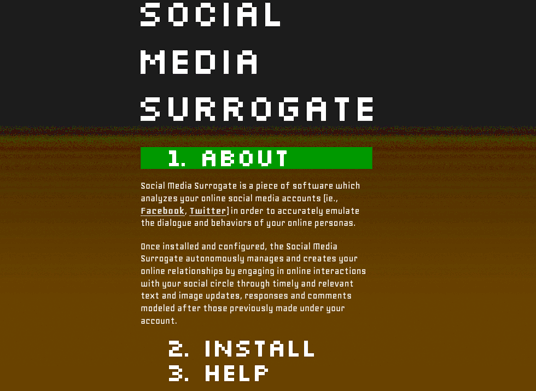 SOCIAL
MEDIA
SURROGATE
1. ABOUT
Social Media Surrogate is a piece of software which
analyzes your online social media accounts (ie.,
Facebook, Twitter) in order to accurately emulate
the dialogue and behaviors of your online personas.
Once installed and configured, the Social Media
Surrogate autonomously manages and creates your
online relationships by engaging in online interactions
with your social circle through timely and relevant
text and image updates, responses and comments
modeled after those previously made under your
account.
2. INSTALL
3. HELP